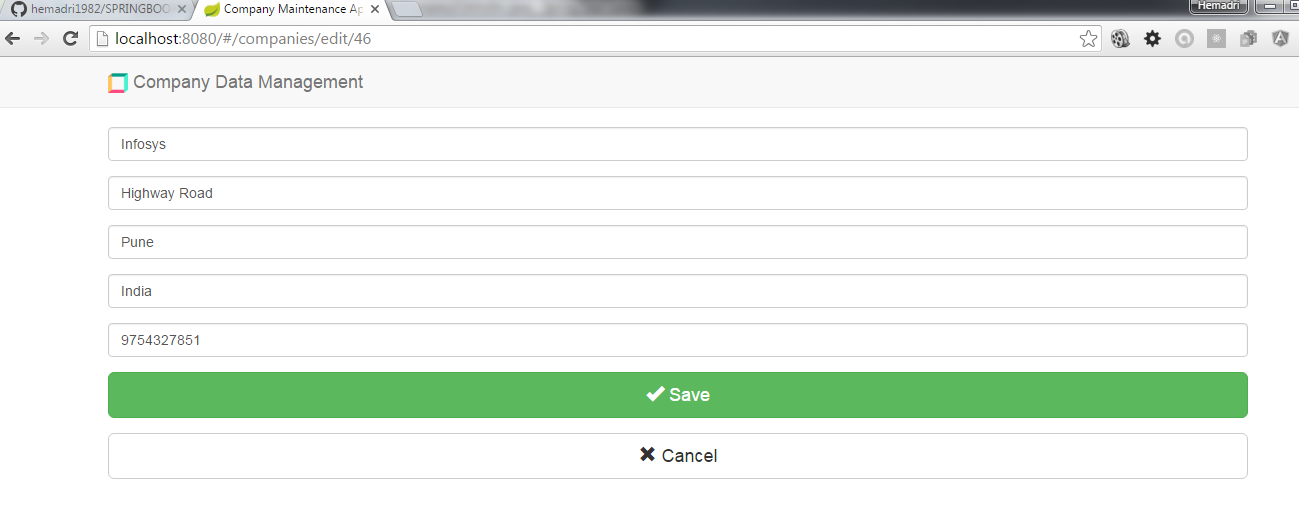 hemadri1982/SPRINGBOO
Company Maintenance Ap
Hemadri
localhost:8080/#/companies/edit/46
Company Data Management
Infosys
Highway Road
Pune
India
9754327851
Save
Cancel